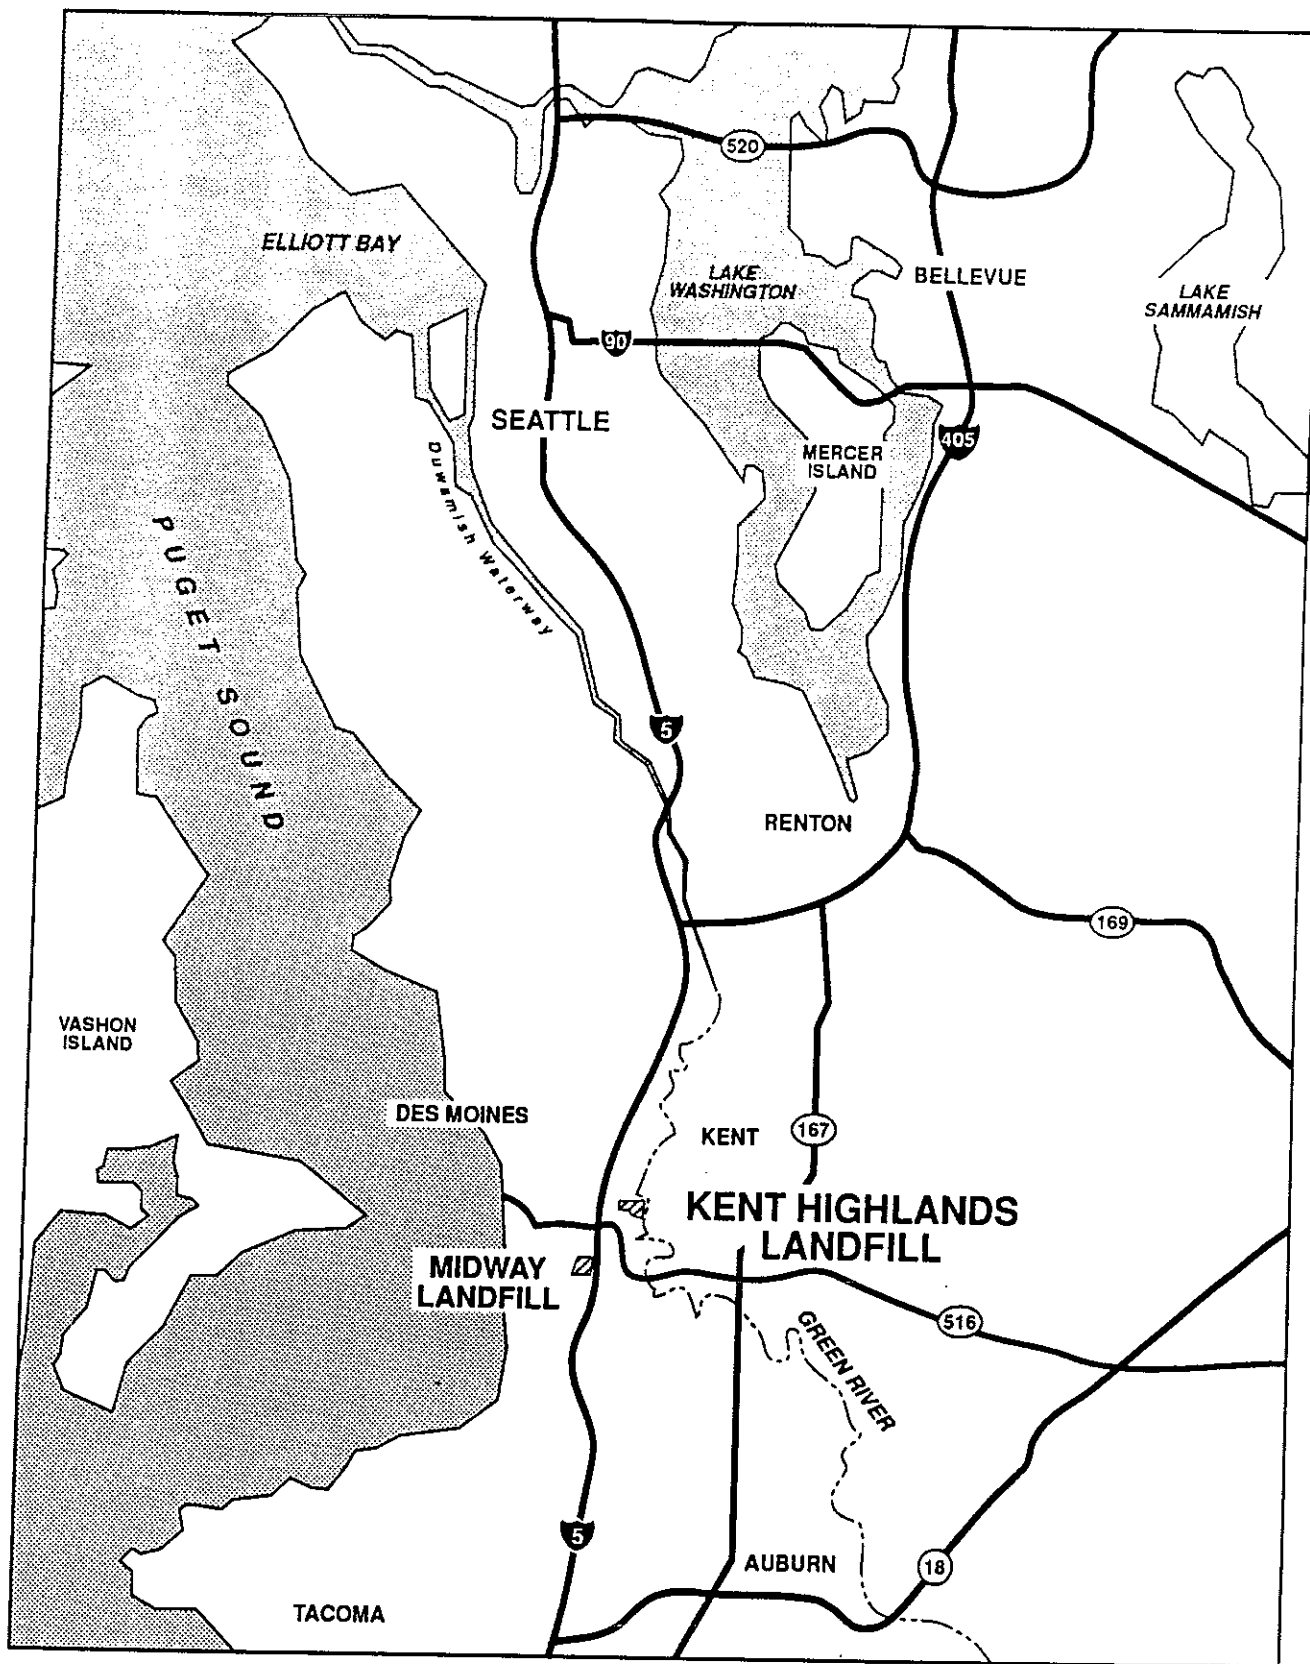 520
ELLIOTT BAY
LAKE
WASHINGTON
BELLEVUE
LAKE
SAMMAMISH
90
SEATTLE
405
MERCER
ISLAND
Duwamish Waterway
PUGET SOUND
5
RENTON
169
VASHON
ISLAND
DES MOINES
KENT
167
KENT HIGHLANDS
LANDFILL
MIDWAY
LANDFILL
516
GREEN RIVER
5
AUBURN
18
TACOMA